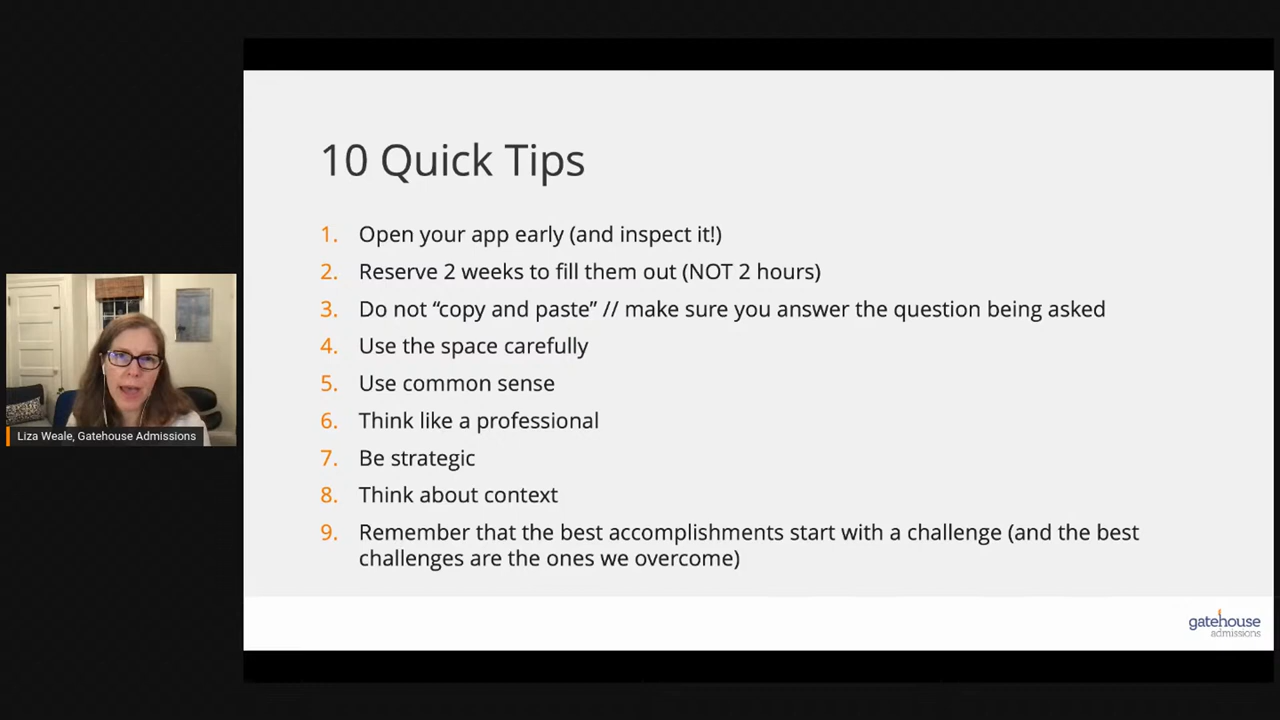 10 Quick Tips
1. Open your app early (and inspect it!)
2. Reserve 2 weeks to fill them out (NOT 2 hours)
3. Do not “copy and paste” // make sure you answer the question being asked
4. Use the space carefully
5. Use common sense
6. Think like a professional
7. Be strategic
8. Think about context
9. Remember that the best accomplishments start with a challenge (and the best
challenges are the ones we overcome)
Liza Weale, Gatehouse Admissions
gatehouse
admissions